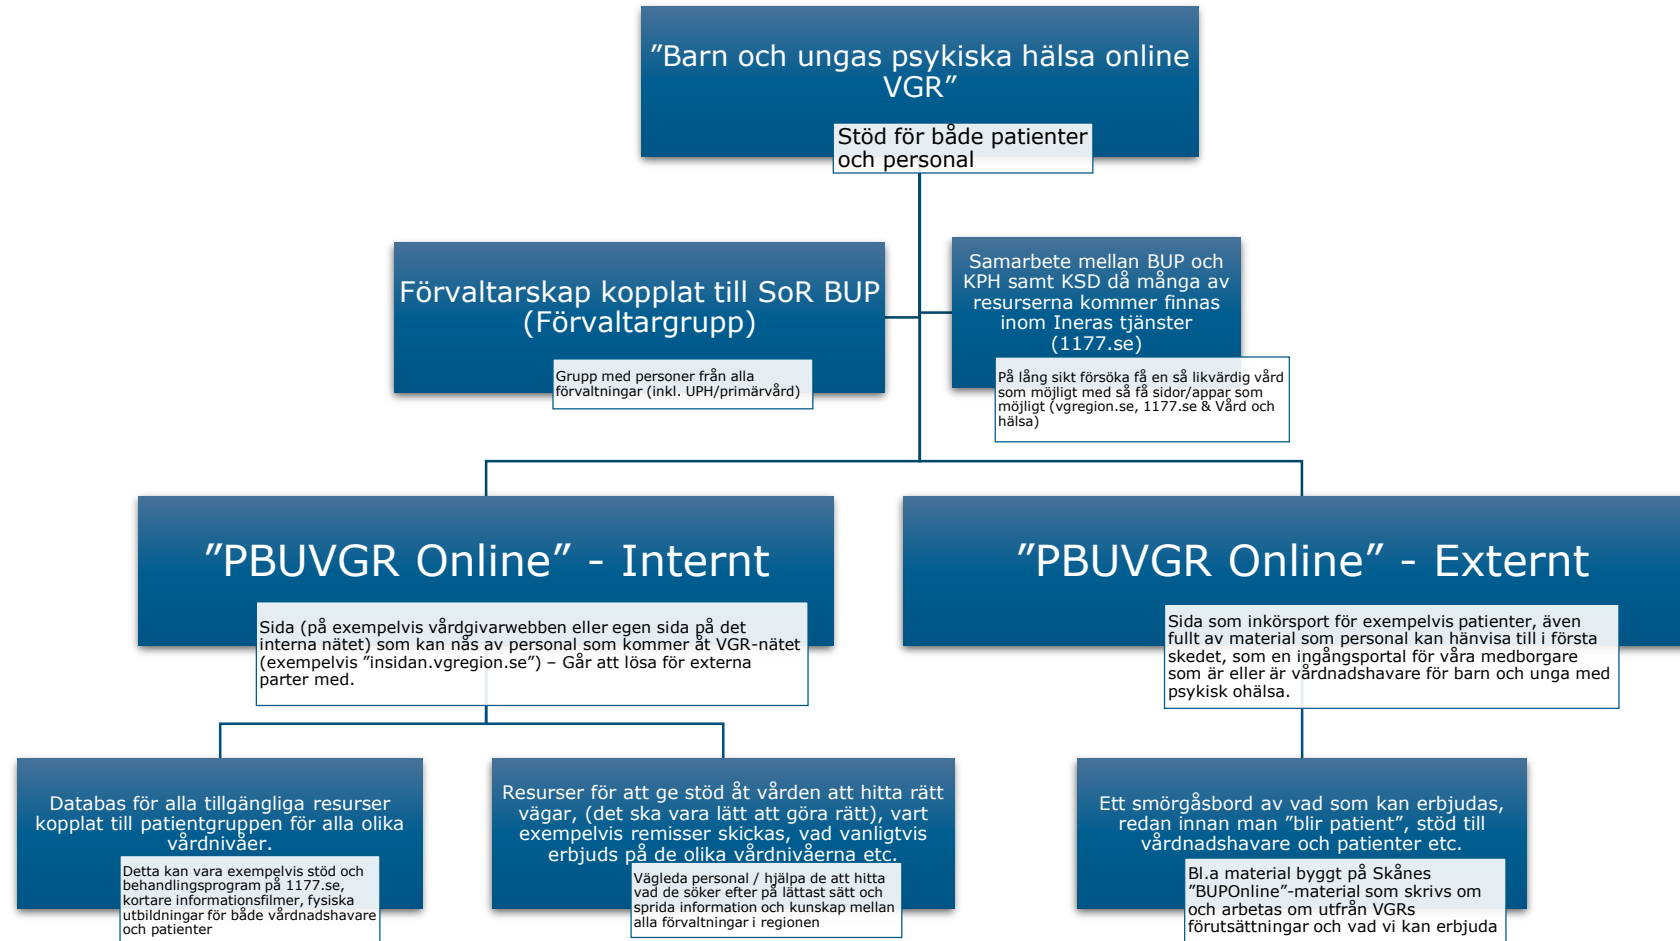 ”Barn och ungas psykiska hälsa online
VGR”
Stöd för både patienter
och personal
Förvaltarskap kopplat till SoR BUP
(Förvaltargrupp)
Grupp med personer från alla
förvaltningar (inkl. UPH/primärvård)
Samarbete mellan BUP och
KPH samt KSD då många av
resurserna kommer finnas
inom Ineras tjänster
(1177.se)
På lång sikt försöka få en så likvärdig vård
som möjligt med så få sidor/appar som
möjligt (vgregion.se, 1177.se & Vård och
hälsa)
”PBUVGR Online” - Internt
Sida (på exempelvis vårdgivarwebben eller egen sida på det
interna nätet) som kan nås av personal som kommer åt VGR-nätet
(exempelvis ”insidan.vgregion.se”) – Går att lösa för externa
parter med.
”PBUVGR Online” - Externt
Sida som inkörsport för exempelvis patienter, även
fullt av material som personal kan hänvisa till i första
skedet, som en ingångsportal för våra medborgare
som är eller är vårdnadshavare för barn och unga med
psykisk ohälsa.
Databas för alla tillgängliga resurser
kopplat till patientgruppen för alla olika
vårdnivåer.
Detta kan vara exempelvis stöd och
behandlingsprogram på 1177.se,
kortare informationsfilmer, fysiska
utbildningar för både vårdnadshavare
och patienter
Resurser för att ge stöd åt vården att hitta rätt
vägar, (det ska vara lätt att göra rätt), vart
exempelvis remisser skickas, vad vanligtvis
erbjuds på de olika vårdnivåerna etc.
Vägleda personal / hjälpa de att hitta
vad de söker efter på lättast sätt och
sprida information och kunskap mellan
alla förvaltningar i regionen
Ett smörgåsbord av vad som kan erbjudas,
redan innan man ”blir patient”, stöd till
vårdnadshavare och patienter etc.
Bl.a material byggt på Skånes
”BUPOnline”-material som skrivs om
och arbetas om utfrån VGRs
förutsättningar och vad vi kan erbjuda